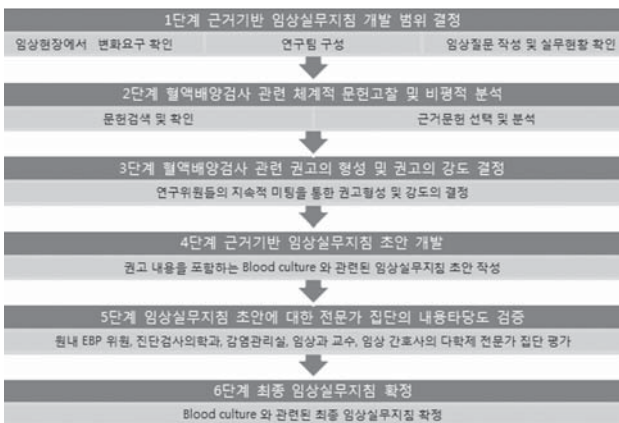 1단계 근거기반 임상실무지침 개발 범위 결정
임상현장에서 변화요구 확인 연구팀 구성 임상질문 작성 및 실무현황 확인
2단계 혈액배양검사 관련 체계적 문헌고찰 및 비평적 분석
문헌검색 및 확인 근거문헌 선택 및 분석
3단계 혈액배양검사 관련 권고의 형성 및 권고의 강도 결정
연구위원들의 지속적 미팅을 통한 권고형성 및 강도의 결정
4단계 근거기반 임상실무지침 초안 개발
권고 내용을 포함하는 Blood culture 와 관련된 임상실무지침 초안 작성
5단계 임상실무지침 초안에 대한 전문가 집단의 내용타당도 검증
원내 EBP 위원, 진단검사의학과, 감염관리실, 임상과 교수, 임상 간호사의 다학제 전문가 집단 평가
6단계 최종 임상실무지침 확정
Blood culture 와 관련된 최종 임상실무지침 확정